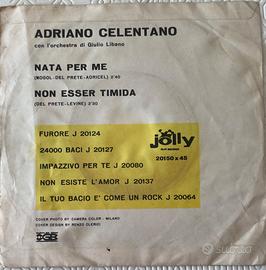 ADRIANO CELENTANO
con l'orchestra di Giulio Libano
NATA PER ME
(MOGOL-DEL PRETE-ADRICEL) 2'40
NON ESSER TIMIDA
(DEL PRETE-LEVINE) 2'30
FURORE J 20124
24000 BACI J 20127
IMPAZZIVO PER TE J 20080
NON ESISTE L'AMOR J 20137
IL TUO BACIO E' COME UN ROCK J 20064
jolly
20150 x 45
COVER PHOTO BY CAMERA COLOR - MILANO
COVER DESIGN BY RENZO CLERICI
subito